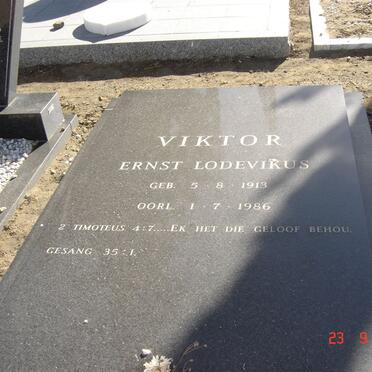 VIKTOR
ERNST LODEVIKUS
GEB. 5 - 8 - 1913
OORL. 1 - 7 - 1986
2 TIMOTEUS 4:7.... EK HET DIE GELOOF BEHOU.
GESANG 35:1.
23 9